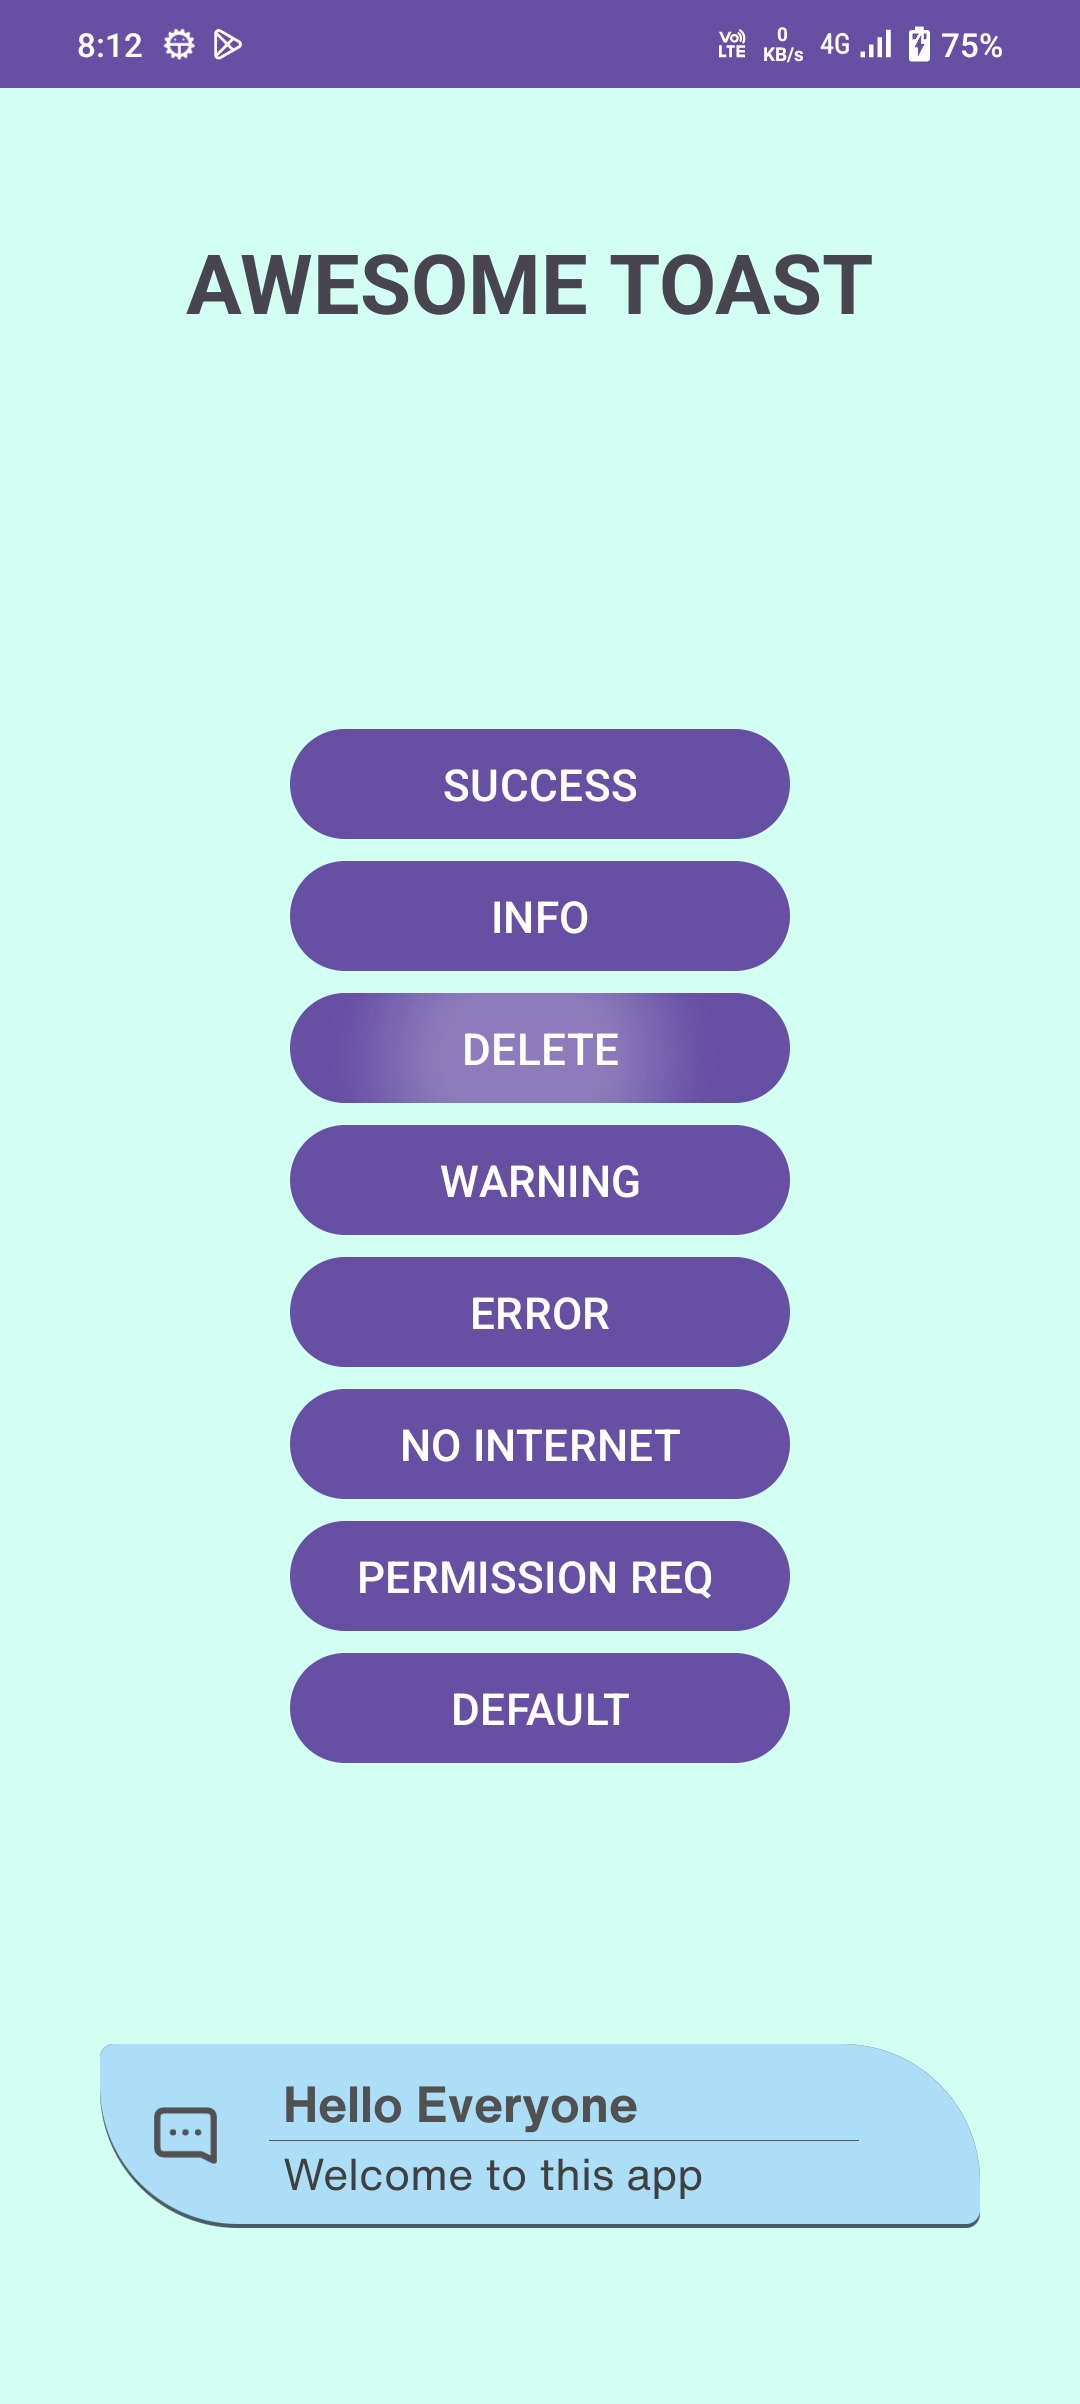 8:12
Vo)) LTE 0 KB/s 4G 75%
AWESOME TOAST
SUCCESS
INFO
DELETE
WARNING
ERROR
NO INTERNET
PERMISSION REQ
DEFAULT
Hello Everyone
Welcome to this app